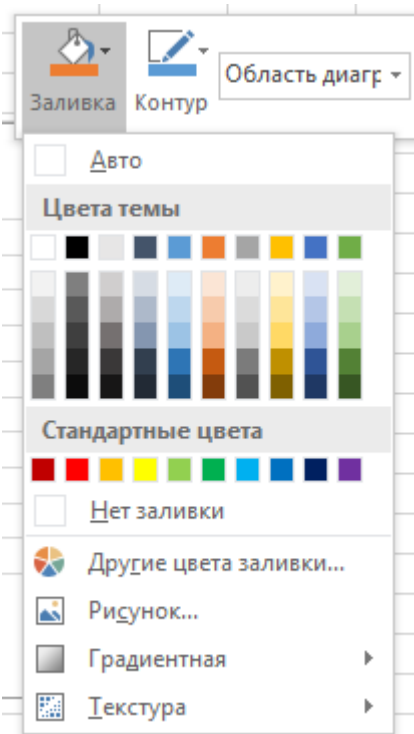 Заливка Контур Область диагр
Авто
Цвета темы
Стандартные цвета
Нет заливки
Другие цвета заливки...
Рисунок...
Градиентная
Текстура